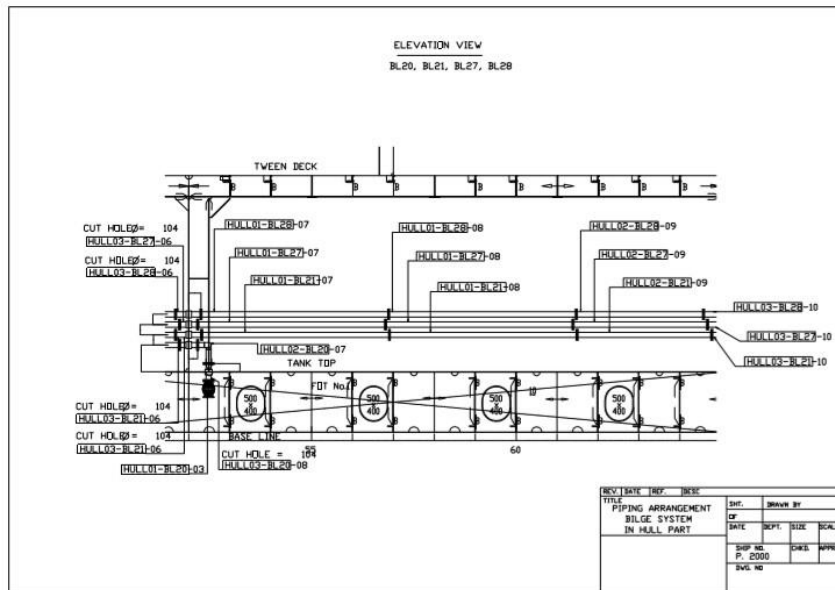 ELEVATION VIEW
BL20, BL21, BL27, BL28
TWEEN DECK
B B B B B B B B B
CUT HOLEØ= 104
HULL03-BL27-06
CUT HOLEØ= 104
HULL03-BL28-06
HULL01-BL28-07
HULL01-BL27-07
HULL01-BL21-07
HULL01-BL28-08
HULL01-BL27-08
HULL01-BL21-08
HULL02-BL28-09
HULL02-BL27-09
HULL02-BL21-09
HULL03-BL28-10
HULL03-BL27-10
HULL03-BL21-10
HULL02-BL20-07
TANK TOP
FOT No.
500 X 400
500 X 400
500 X 400
500 X 400
CUT HOLEØ= 104
HULL03-BL21-06
CUT HOLEØ= 104
HULL03-BL21-06
BASE LINE
55
60
CUT HOLE = 104
HULL03-BL20-08
HULL01-BL20-03
REV. DATE REF. DESC
TITLE
PIPING ARRANGEMENT
BILGE SYSTEM
IN HULL PART
SHT. DRAWN BY
OF
DATE DEPT. SIZE SCAL
SHIP NO. CHKD. APPR
P. 2000
DWG. NO